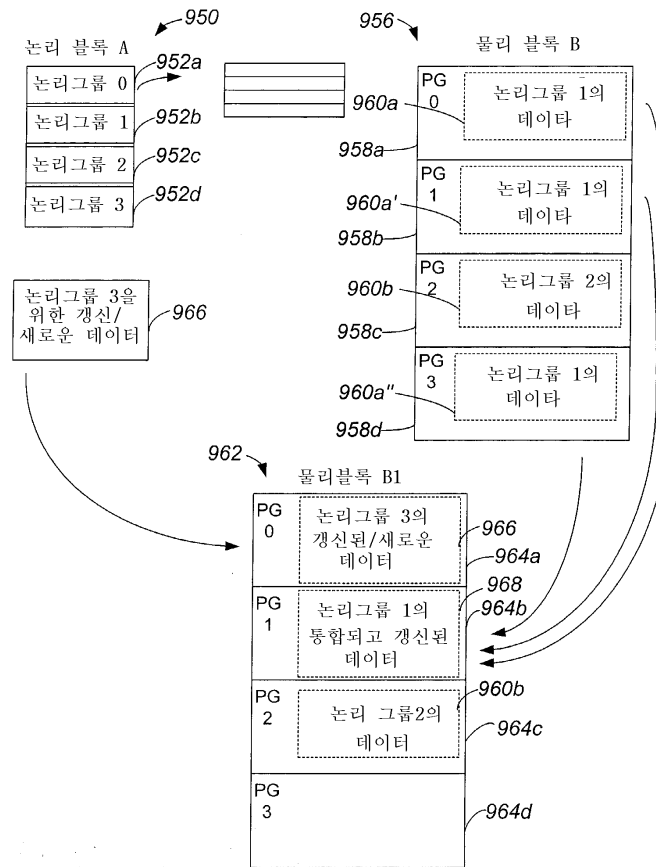 950
논리 블록 A
952a
논리그룹 0
논리그룹 1
952b
논리그룹 2
952c
논리그룹 3
952d
956
물리 블록 B
PG
0
논리그룹 1의
데이타
960a
958a
PG
1
논리그룹 1의
데이타
960a'
958b
PG
2
논리그룹 2의
데이타
960b
958c
PG
3
논리그룹 1의
데이타
960a"
958d
논리그룹 3을
위한 갱신/
새로운 데이터
966
962
물리블록 B1
PG
0
논리그룹 3의
갱신된/새로운
데이터
966
964a
PG
1
논리그룹 1의
통합되고 갱신된
데이터
968
964b
PG
2
논리 그룹2의
데이터
960b
964c
PG
3
964d